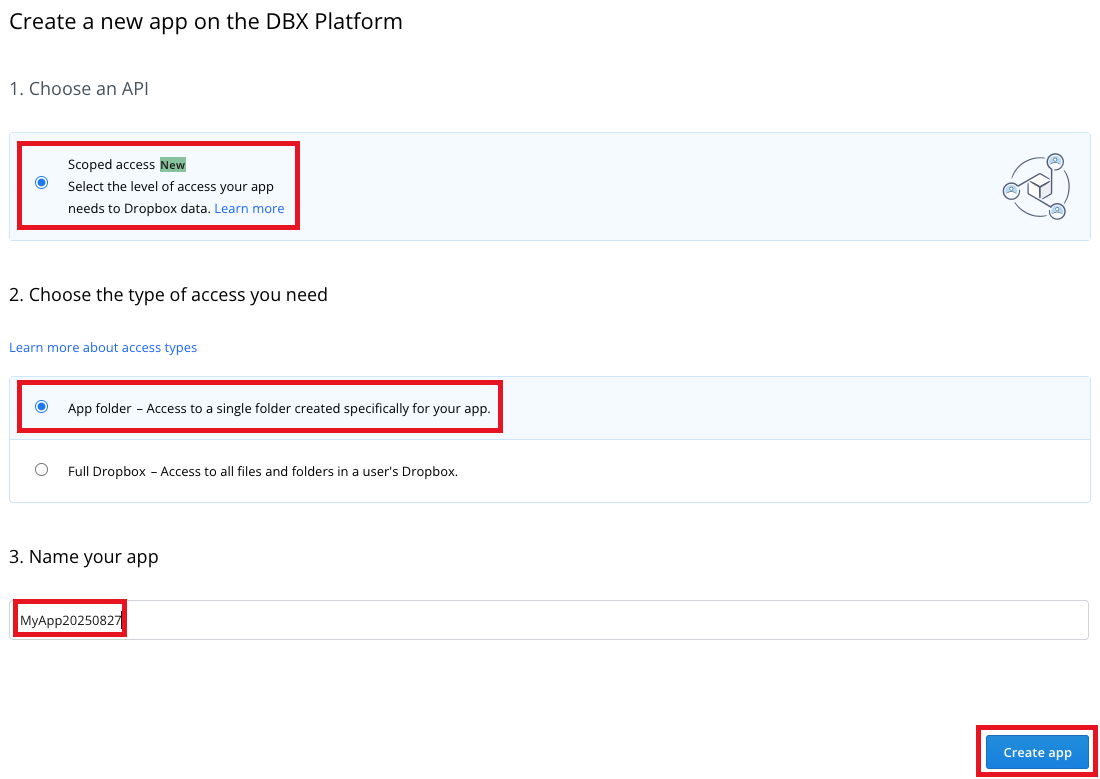 Create a new app on the DBX Platform
1. Choose an API
Scoped access New
Select the level of access your app
needs to Dropbox data. Learn more
2. Choose the type of access you need
Learn more about access types
App folder – Access to a single folder created specifically for your app.
Full Dropbox – Access to all files and folders in a user's Dropbox.
3. Name your app
MyApp20250827
Create app